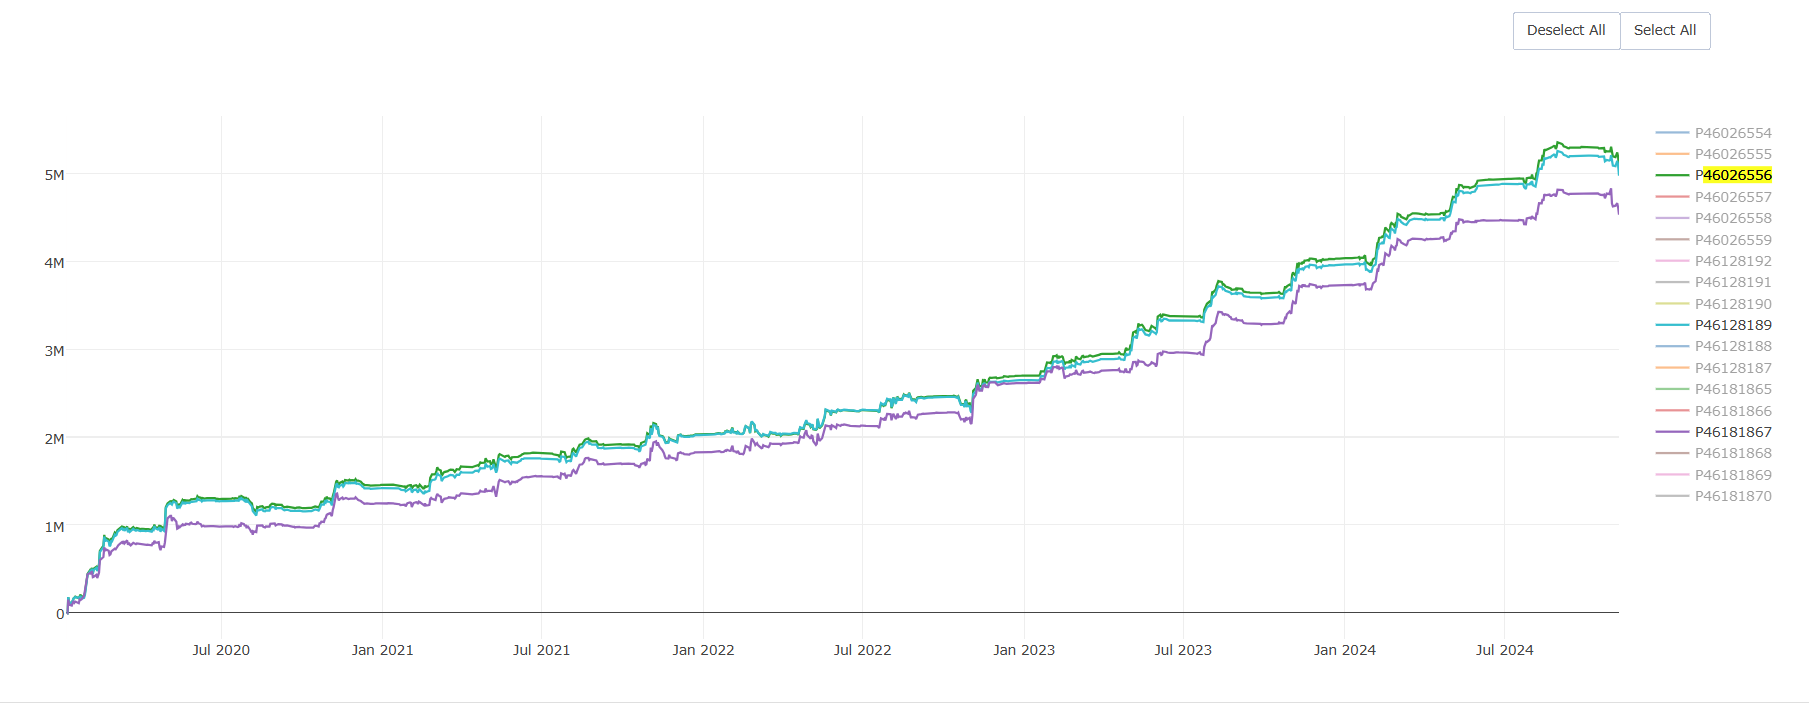 Deselect All Select All
P46026554
P46026555
P46026556
P46026557
P46026558
P46026559
P46128192
P46128191
P46128190
P46128189
P46128188
P46128187
P46181865
P46181866
P46181867
P46181868
P46181869
P46181870
5M
4M
3M
2M
1M
0
Jul 2020 Jan 2021 Jul 2021 Jan 2022 Jul 2022 Jan 2023 Jul 2023 Jan 2024 Jul 2024